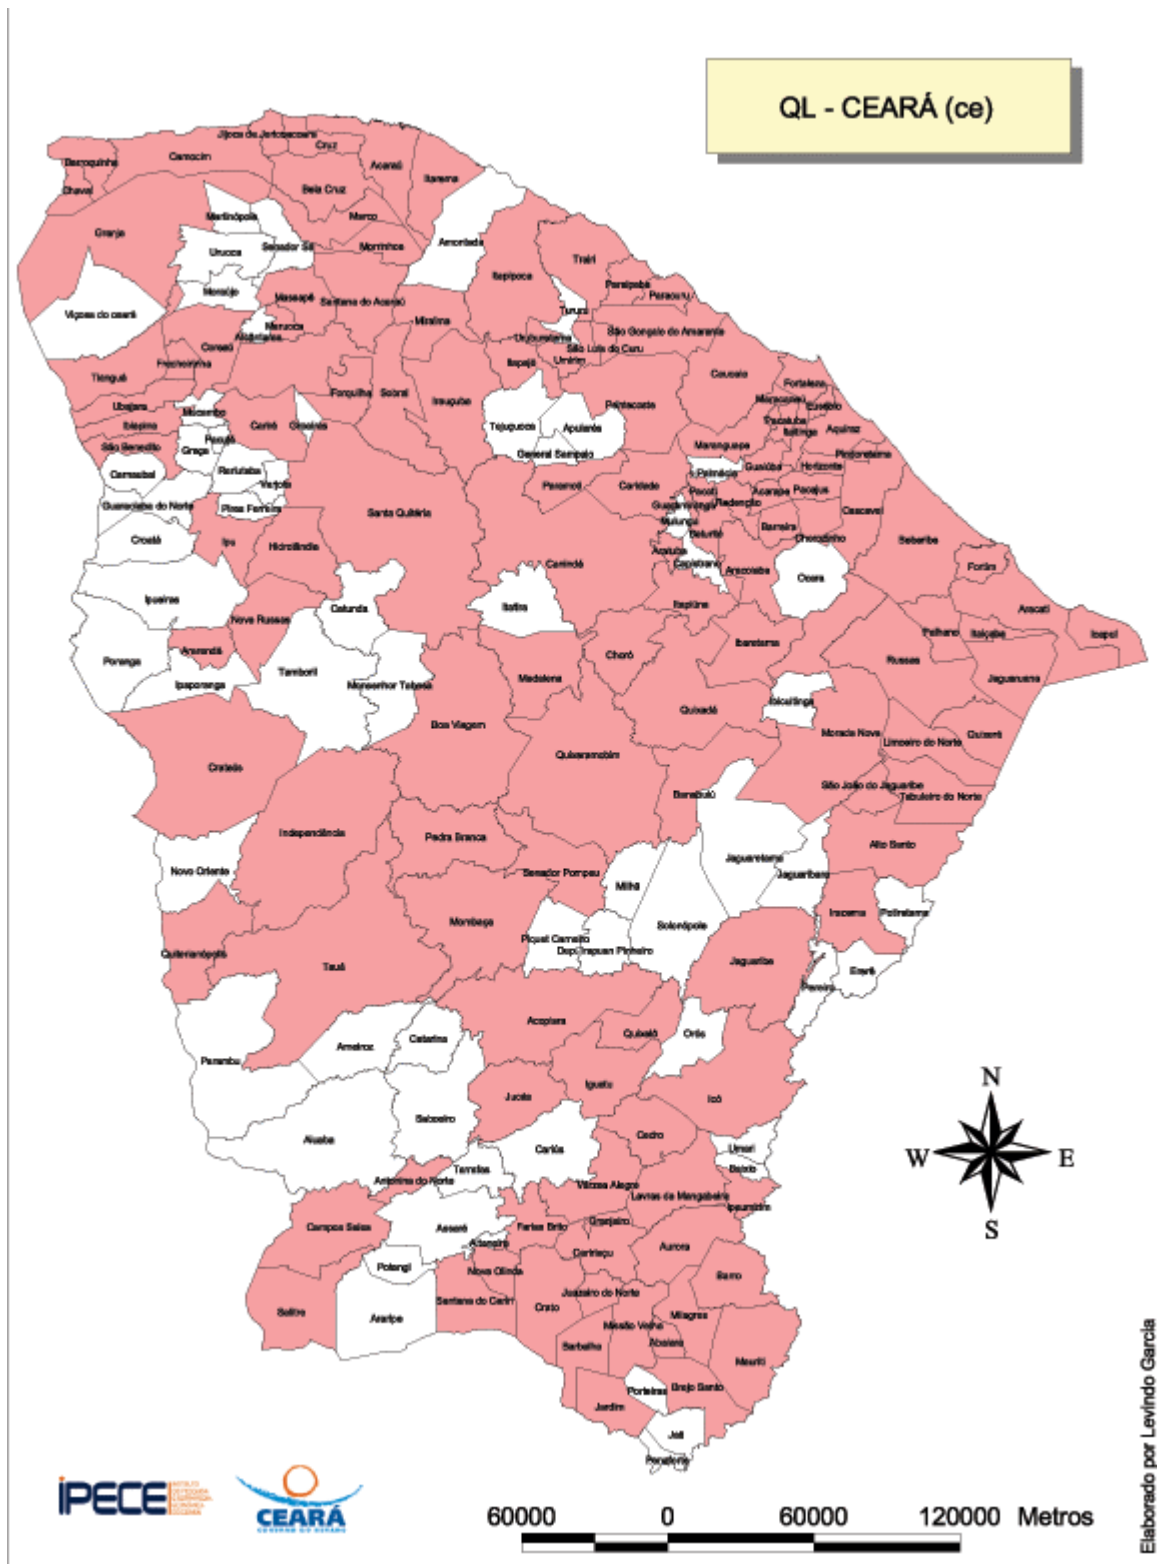 QL - CEARÁ (ce)
Jijoca de Jericoacoara
Cruz
Barroquinha
Camocim
Acaraú
Itarema
Chaval
Bela Cruz
Martinópole
Marco
Granja
Senador Sá
Morrinhos
Amontada
Uruoca
Itapipoca
Trairi
Moraújo
Massapê
Santana do Acaraú
Paraipaba
Paracuru
Viçosa do ceará
Meruoca
Miraíma
Tururu
Alcântaras
Uruburetama
São Gonçalo do Amarante
Coreaú
São Luis do Curu
Frecheirinha
Itapajé
Umirim
Tianguá
Caucaia
Forquilha
Sobral
Irauçuba
Fortaleza
Ubajara
Mucambo
Pentecoste
Maracanaú
Eusébio
Ibiapina
Cariré
Groaíras
Tejuçuoca
Apuiarés
Pacatuba
Itaitinga
Aquiraz
São Benedito
Pacujá
Graça
General Sampaio
Maranguape
Pindoretama
Carnaubal
Reriutaba
Varjota
Palmácia
Guaiúba
Horizonte
Paramoti
Caridade
Pacoti
Acarape
Pacajus
Guaraciaba do Norte
Pires Ferreira
Santa Quitéria
Guaramiranga
Redenção
Cascavel
Mulungu
Baturité
Barreira
Chorozinho
Croatá
Ipu
Hidrolândia
Aratuba
Capistrano
Aracoiaba
Beberibe
Canindé
Ocara
Fortim
Ipueiras
Catunda
Itatira
Itapiúna
Aracati
Nova Russas
Icapuí
Ararendá
Ibaretama
Palhano
Itaiçaba
Poranga
Tamboril
Choró
Russas
Ipaporanga
Monsenhor Tabosa
Madalena
Jaguaruana
Quixadá
Ibicuitinga
Boa Viagem
Morada Nova
Limoeiro do Norte
Quixeré
Crateús
Quixeramobim
São João do Jaguaribe
Banabuiú
Tabuleiro do Norte
Independência
Pedra Branca
Alto Santo
Novo Oriente
Senador Pompeu
Jaguaretama
Jaguaribara
Milhã
Mombaça
Iracema
Potiretama
Solonópole
Piquet Carneiro
Dep. Irapuan Pinheiro
Quiterianópolis
Tauá
Jaguaribe
Ererê
Pereiro
Acopiara
Quixelô
Orós
Parambu
Arneiroz
Catarina
Iguatu
Jucás
Icó
Saboeiro
Aiuaba
Cedro
Cariús
Umari
Baixio
Tarrafas
Antonina do Norte
Várzea Alegre
Lavras da Mangabeira
Ipaumirim
Campos Sales
Assaré
Farias Brito
Granjeiro
Altaneira
Caririaçu
Aurora
Potengi
Nova Olinda
Barro
Salitre
Araripe
Santana do Cariri
Crato
Juazeiro do Norte
Milagres
Missão Velha
Abaiara
Barbalha
Mauriti
Porteiras
Brejo Santo
Jardim
Jati
Penaforte
N
W
E
S
iPECE
CEARÁ
GOVERNO DO ESTADO
60000 0 60000 120000 Metros
Elaborado por Levindo Garcia